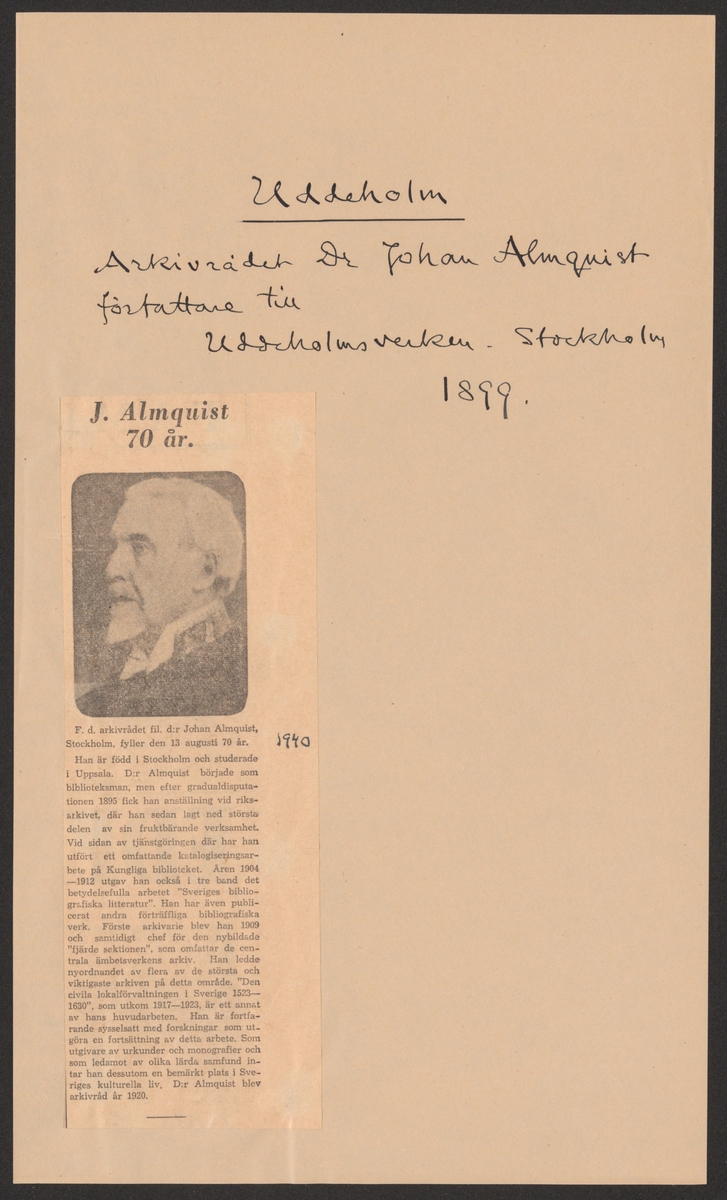 Uddeholm
Arkivrådet Dr Johan Almquist
författare till
Uddeholmsverken - Stockholm
1899.
J. Almquist
70 år.
F. d. arkivrådet fil. d:r Johan Almquist,
Stockholm, fyller den 13 augusti 70 år.
1940
Han är född i Stockholm och studerade
i Uppsala. D:r Almquist började som
biblioteksman, men efter gradualdisputa-
tionen 1895 fick han anställning vid riks-
arkivet, där han sedan lagt ned största
delen av sin fruktbärande verksamhet.
Vid sidan av tjänstgöringen där har han
utfört ett omfattande katalogiseringsar-
bete på Kungliga biblioteket. Åren 1904
—1912 utgav han också i tre band det
betydelsefulla arbetet "Sveriges biblio-
grafiska litteratur". Han har även publi-
cerat andra förträffliga bibliografiska
verk. Förste arkivarie blev han 1909
och samtidigt chef för den nybildade
"fjärde sektionen", som omfattar de cen-
trala ämbetsverkens arkiv. Han ledde
nyordnandet av flera av de största och
viktigaste arkiven på detta område. "Den
civila lokalförvaltningen i Sverige 1523—
1630", som utkom 1917—1923, är ett annat
av hans huvudarbeten. Han är fortfa-
rande sysselsatt med forskningar som ut-
göra en fortsättning av detta arbete. Som
utgivare av urkunder och monografier och
som ledamot av olika lärda samfund in-
tar han dessutom en bemärkt plats i Sve-
riges kulturella liv. D:r Almquist blev
arkivråd år 1920.